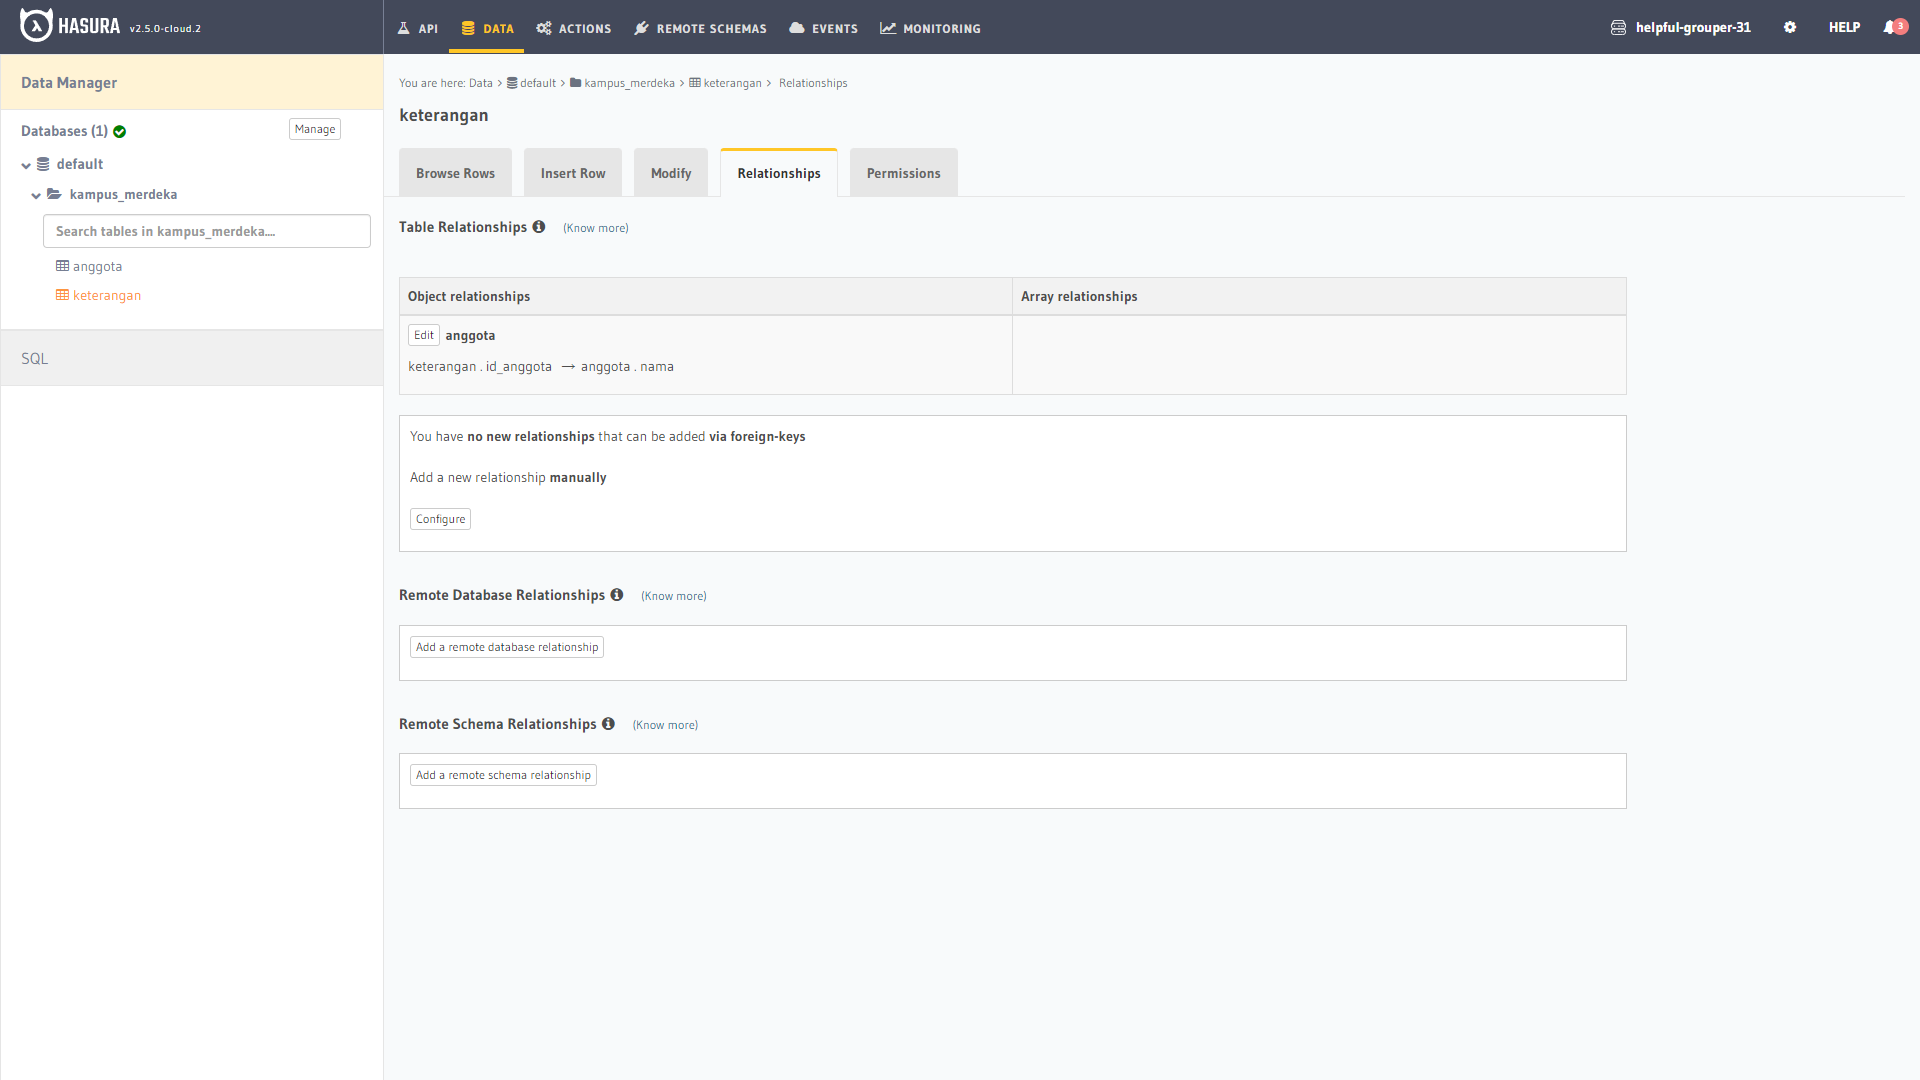 HASURA v2.5.0-cloud.2
API DATA ACTIONS REMOTE SCHEMAS EVENTS MONITORING
helpful-grouper-31 HELP 3
Data Manager
Databases (1) Manage
default
kampus_merdeka
Search tables in kampus_merdeka....
anggota
keterangan
SQL
You are here: Data > default > kampus_merdeka > keterangan > Relationships
keterangan
Browse Rows Insert Row Modify Relationships Permissions
Table Relationships (Know more)
Object relationships Array relationships
Edit anggota
keterangan . id_anggota → anggota . nama
You have no new relationships that can be added via foreign-keys
Add a new relationship manually
Configure
Remote Database Relationships (Know more)
Add a remote database relationship
Remote Schema Relationships (Know more)
Add a remote schema relationship